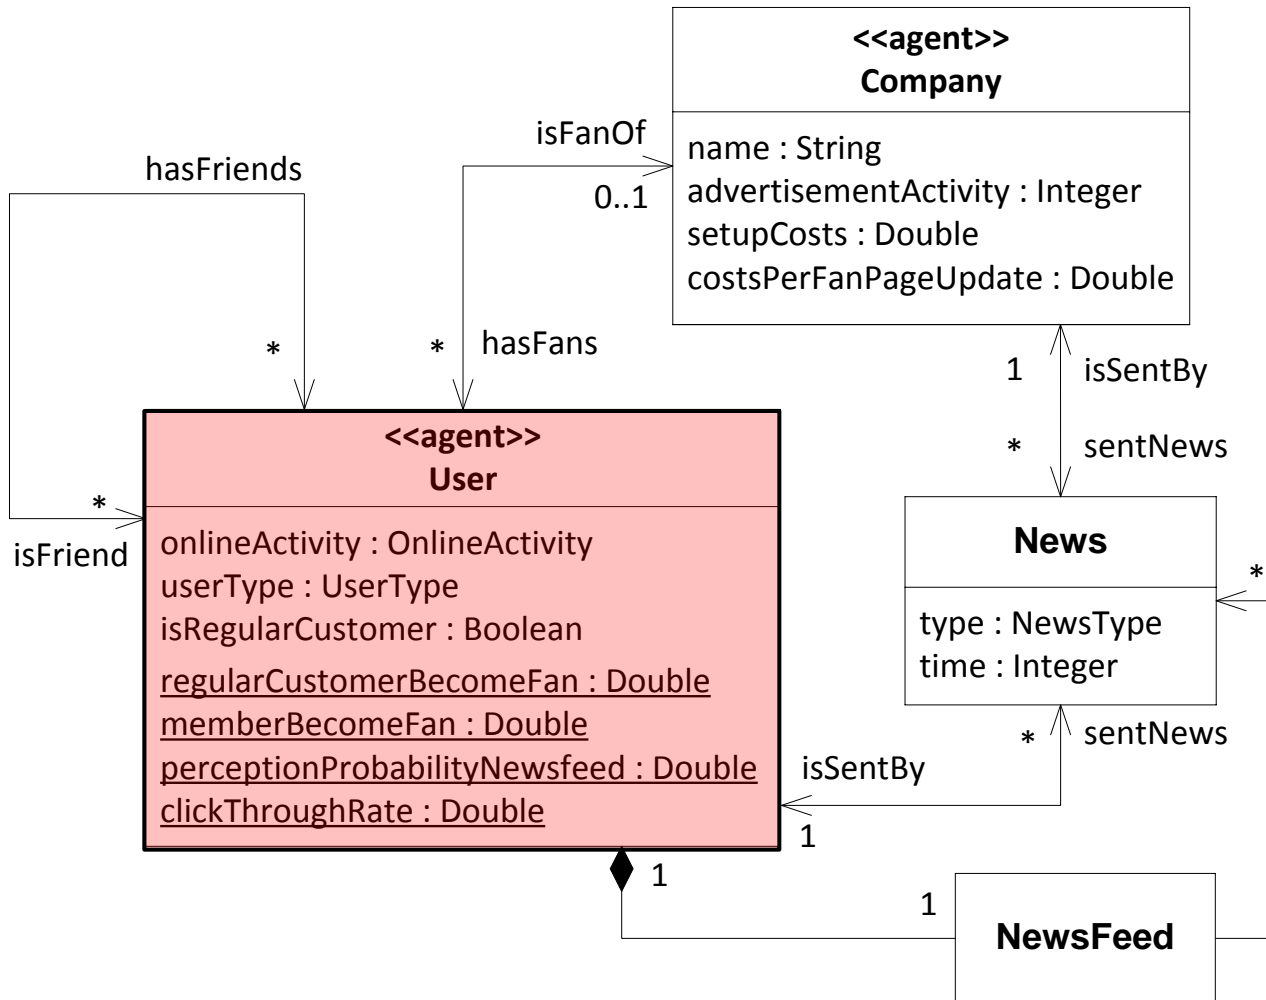 <<agent>>
Company
name : String
advertisementActivity : Integer
setupCosts : Double
costsPerFanPageUpdate : Double
isFanOf
0..1
hasFriends
*
*
hasFans
1
isSentBy
*
sentNews
<<agent>>
User
onlineActivity : OnlineActivity
userType : UserType
isRegularCustomer : Boolean
regularCustomerBecomeFan : Double
memberBecomeFan : Double
perceptionProbabilityNewsfeed : Double
clickThroughRate : Double
*
isFriend
News
type : NewsType
time : Integer
*
*
sentNews
isSentBy
1
1
1
NewsFeed